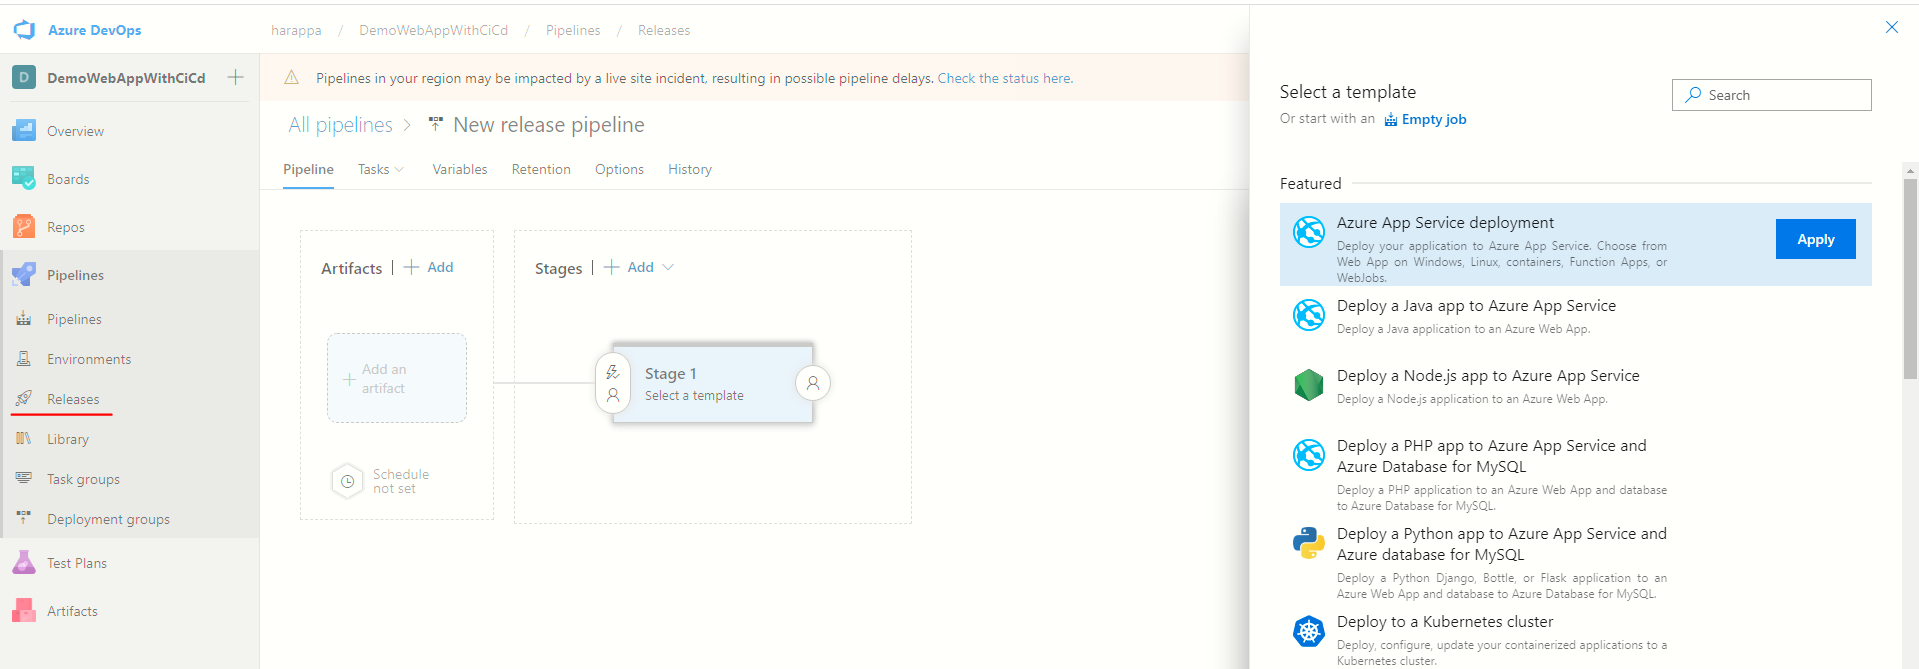 Azure DevOps
harappa / DemoWebAppWithCiCd / Pipelines / Releases
D DemoWebAppWithCiCd
Overview
Boards
Repos
Pipelines
Pipelines
Environments
Releases
Library
Task groups
Deployment groups
Test Plans
Artifacts
Pipelines in your region may be impacted by a live site incident, resulting in possible pipeline delays. Check the status here.
All pipelines > New release pipeline
Pipeline Tasks Variables Retention Options History
Artifacts | + Add
Stages | + Add
+ Add an
artifact
Schedule
not set
Stage 1
Select a template
Select a template
Search
Or start with an Empty job
Featured
Azure App Service deployment
Deploy your application to Azure App Service. Choose from
Web App on Windows, Linux, containers, Function Apps, or
WebJobs.
Apply
Deploy a Java app to Azure App Service
Deploy a Java application to an Azure Web App.
Deploy a Node.js app to Azure App Service
Deploy a Node.js application to an Azure Web App.
Deploy a PHP app to Azure App Service and
Azure Database for MySQL
Deploy a PHP application to an Azure Web App and database
to Azure Database for MySQL.
Deploy a Python app to Azure App Service and
Azure database for MySQL
Deploy a Python Django, Bottle, or Flask application to an
Azure Web App and database to Azure Database for MySQL.
Deploy to a Kubernetes cluster
Deploy, configure, update your containerized applications to a
Kubernetes cluster.